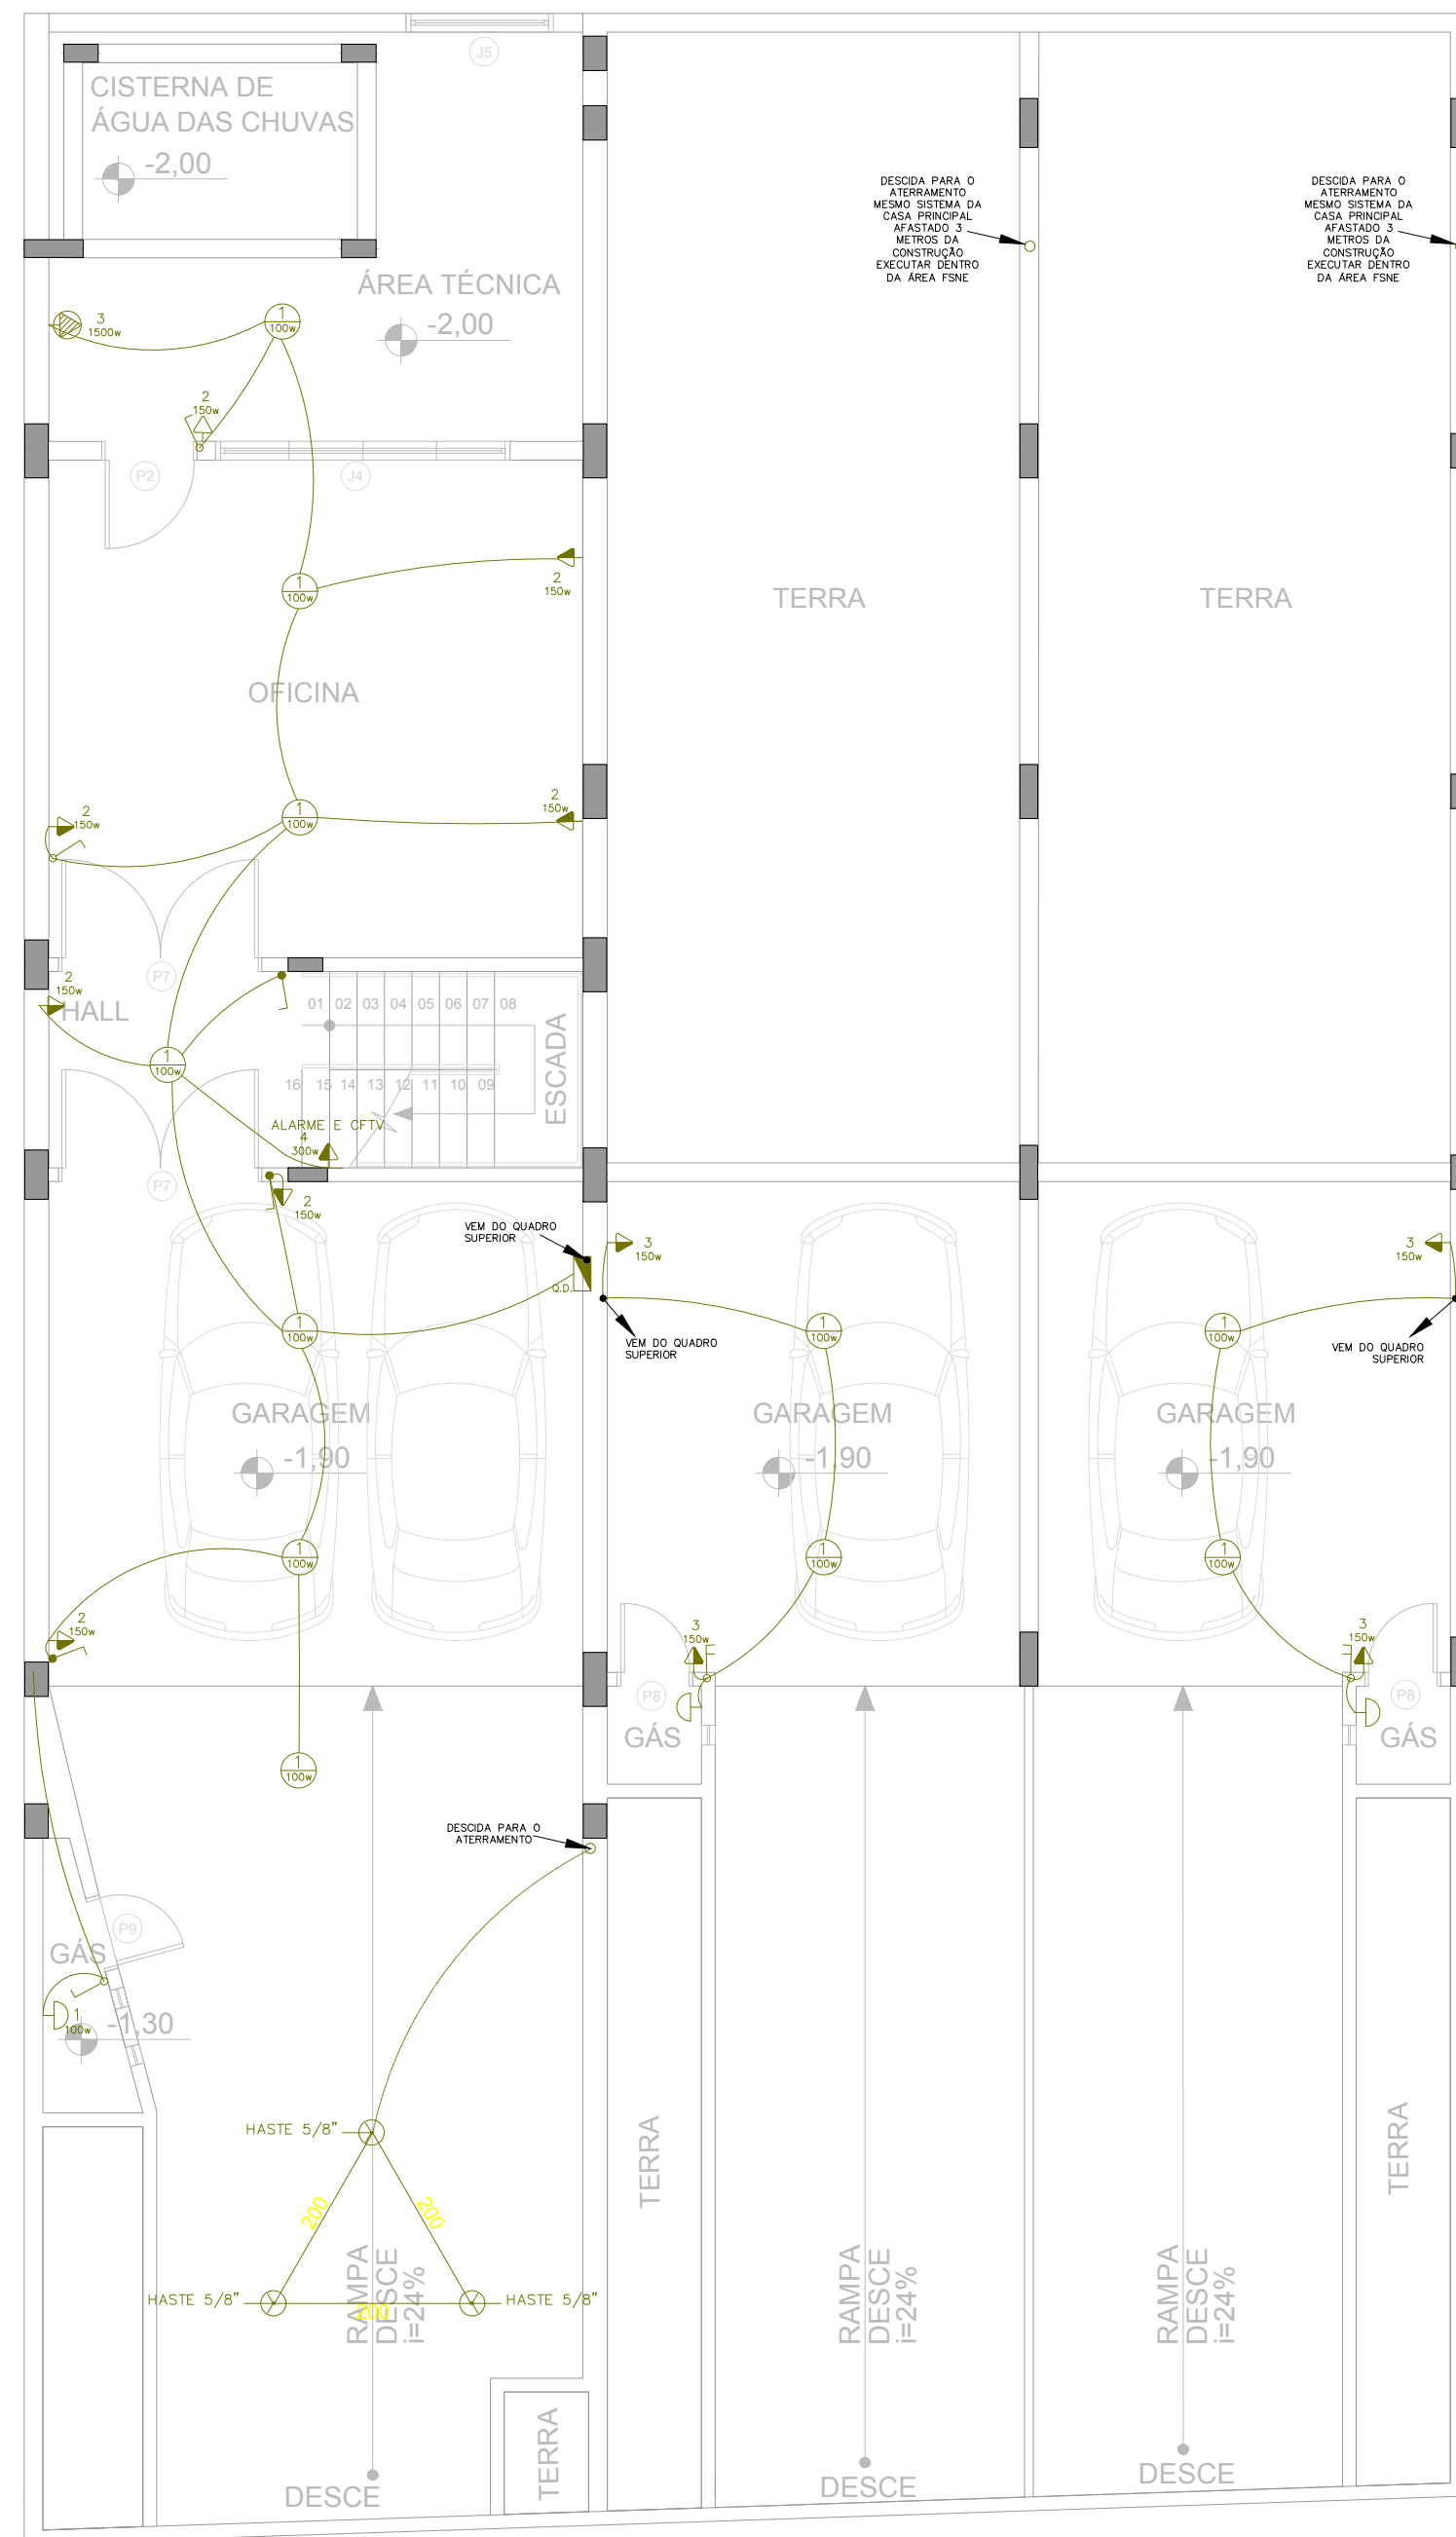 J5
CISTERNA DE
ÁGUA DAS CHUVAS
-2,00
DESCIDA PARA O
ATERRAMENTO
MESMO SISTEMA DA
CASA PRINCIPAL
AFASTADO 3
METROS DA
CONSTRUÇÃO
EXECUTAR DENTRO
DA ÁREA FSNE
DESCIDA PARA O
ATERRAMENTO
MESMO SISTEMA DA
CASA PRINCIPAL
AFASTADO 3
METROS DA
CONSTRUÇÃO
EXECUTAR DENTRO
DA ÁREA FSNE
ÁREA TÉCNICA
-2,00
3
1500w
1
100w
2
150w
P2
J4
1
100w
2
150w
TERRA
TERRA
OFICINA
2
150w
1
100w
2
150w
P7
2
150w
HALL
01 02 03 04 05 06 07 08
ESCADA
1
100w
16 15 14 13 12 11 10 09
ALARME E CFTV
4
300w
P7
2
150w
VEM DO QUADRO
SUPERIOR
Q.D.
3
150w
3
150w
1
100w
VEM DO QUADRO
SUPERIOR
1
100w
1
100w
VEM DO QUADRO
SUPERIOR
GARAGEM
-1,90
GARAGEM
-1,90
GARAGEM
-1,90
1
100w
1
100w
1
100w
2
150w
3
150w
3
150w
P8
GÁS
P8
GÁS
1
100w
DESCIDA PARA O
ATERRAMENTO
P9
GÁS
1
100w
-1,30
HASTE 5/8"
200
200
HASTE 5/8"
200
HASTE 5/8"
TERRA
TERRA
RAMPA
DESCE
i=24%
RAMPA
DESCE
i=24%
RAMPA
DESCE
i=24%
TERRA
DESCE
DESCE
DESCE